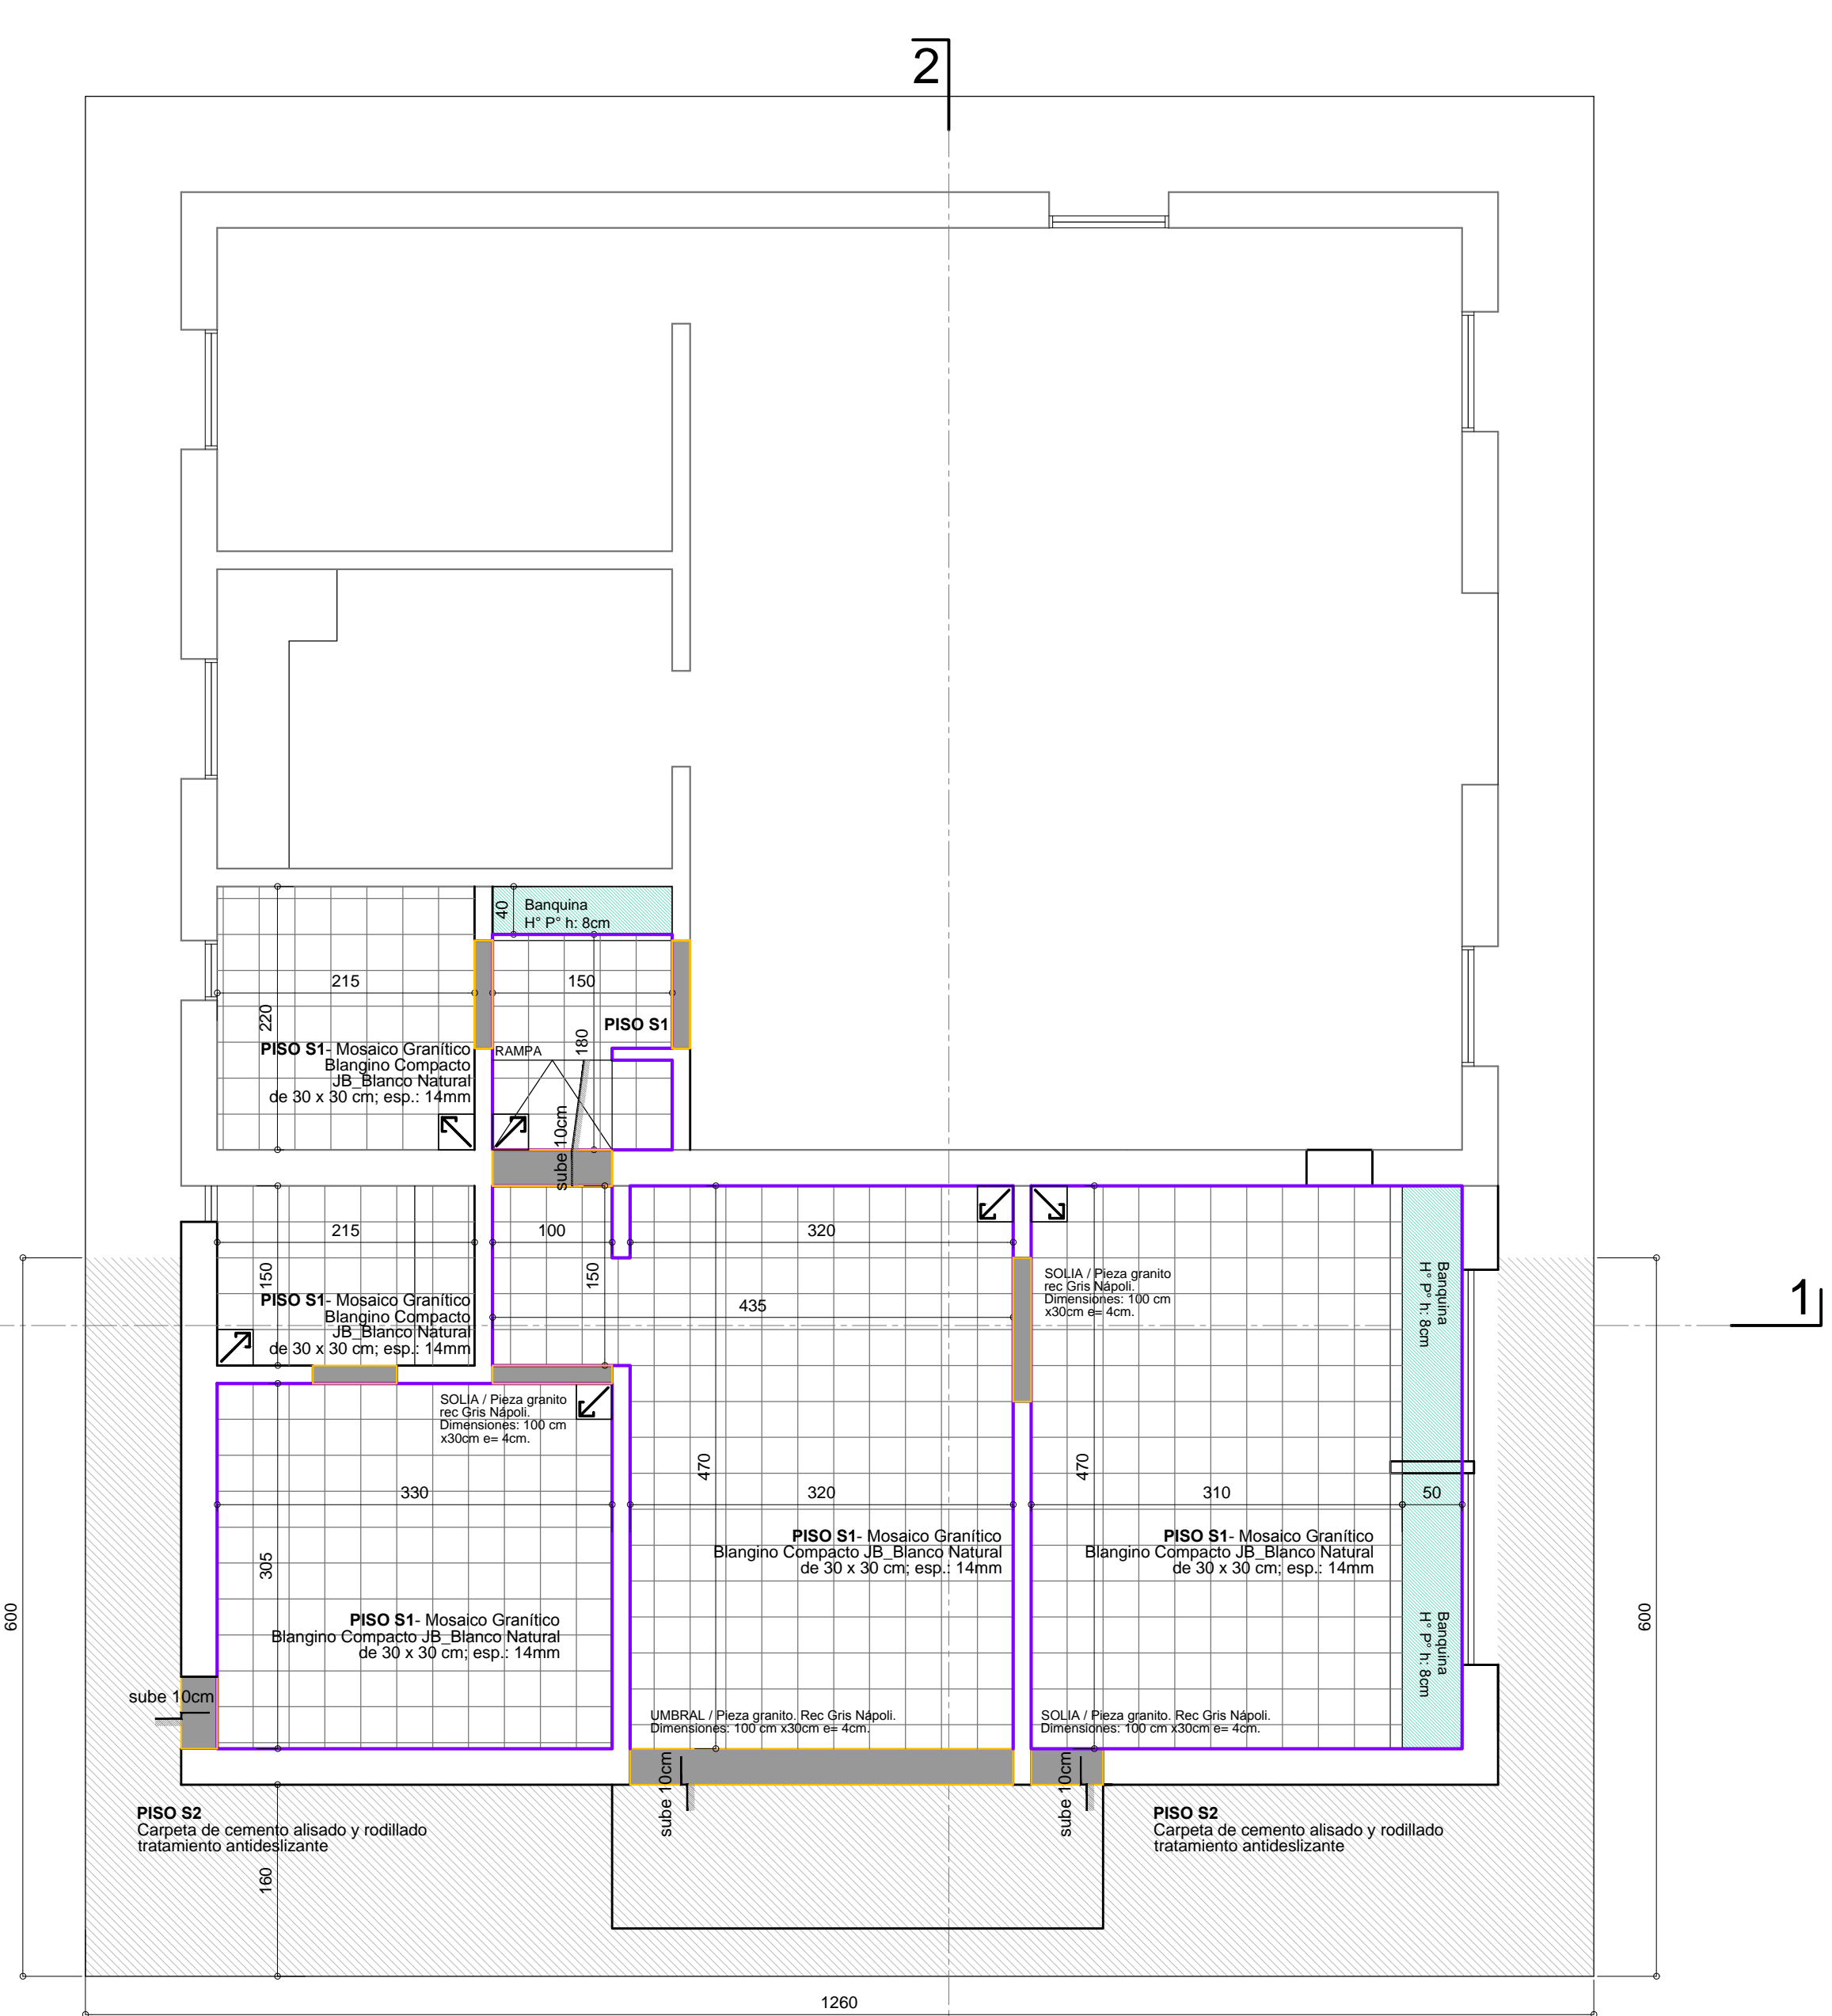 2
40
Banquina
H° P° h: 8cm
215
150
220
180
PISO S1
PISO S1- Mosaico Granítico
Blangino Compacto
JB_Blanco Natural
de 30 x 30 cm; esp.: 14mm
RAMPA
sube 10cm
215
100
320
150
150
435
PISO S1- Mosaico Granítico
Blangino Compacto
JB_Blanco Natural
de 30 x 30 cm; esp.: 14mm
SOLIA / Pieza granito
rec Gris Nápoli.
Dimensiones: 100 cm
x30cm e= 4cm.
Banquina
H° P° h: 8cm
1
SOLIA / Pieza granito
rec Gris Nápoli.
Dimensiones: 100 cm
x30cm e= 4cm.
470
470
330
320
310
50
305
PISO S1- Mosaico Granítico
Blangino Compacto JB_Blanco Natural
de 30 x 30 cm; esp.: 14mm
PISO S1- Mosaico Granítico
Blangino Compacto JB_Blanco Natural
de 30 x 30 cm; esp.: 14mm
PISO S1- Mosaico Granítico
Blangino Compacto JB_Blanco Natural
de 30 x 30 cm; esp.: 14mm
Banquina
H° P° h: 8cm
600
600
sube 10cm
UMBRAL / Pieza granito. Rec Gris Nápoli.
Dimensiones: 100 cm x30cm e= 4cm.
SOLIA / Pieza granito. Rec Gris Nápoli.
Dimensiones: 100 cm x30cm e= 4cm.
sube 10cm
sube 10cm
PISO S2
Carpeta de cemento alisado y rodillado
tratamiento antideslizante
PISO S2
Carpeta de cemento alisado y rodillado
tratamiento antideslizante
160
1260